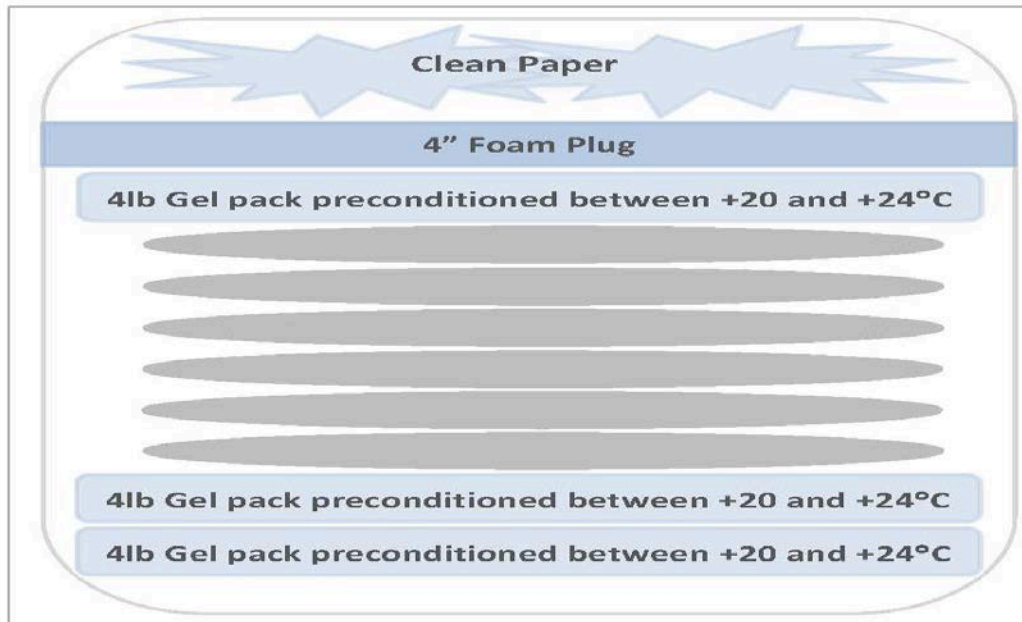 Clean Paper
4” Foam Plug
4lb Gel pack preconditioned between +20 and +24°C
4lb Gel pack preconditioned between +20 and +24°C
4lb Gel pack preconditioned between +20 and +24°C